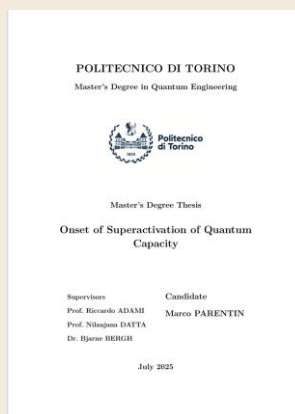 POLITECNICO DI TORINO
Master's Degree in Quantum Engineering
Politecnico
di Torino
1859
Master's Degree Thesis
Onset of Superactivation of Quantum
Capacity
Supervisors
Prof. Riccardo ADAMI
Prof. Nilanjana DATTA
Dr. Bjarne BERGH
Candidate
Marco PARENTIN
July 2025